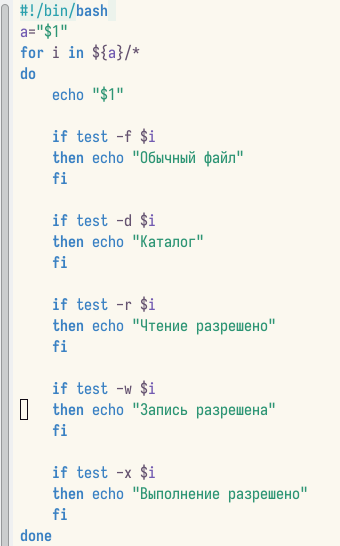 #!/bin/bash
a="$1"
for i in ${a}/*
do
    echo "$1"

    if test -f $i
    then echo "Обычный файл"
    fi

    if test -d $i
    then echo "Каталог"
    fi

    if test -r $i
    then echo "Чтение разрешено"
    fi

    if test -w $i
    then echo "Запись разрешена"
    fi

    if test -x $i
    then echo "Выполнение разрешено"
    fi
done